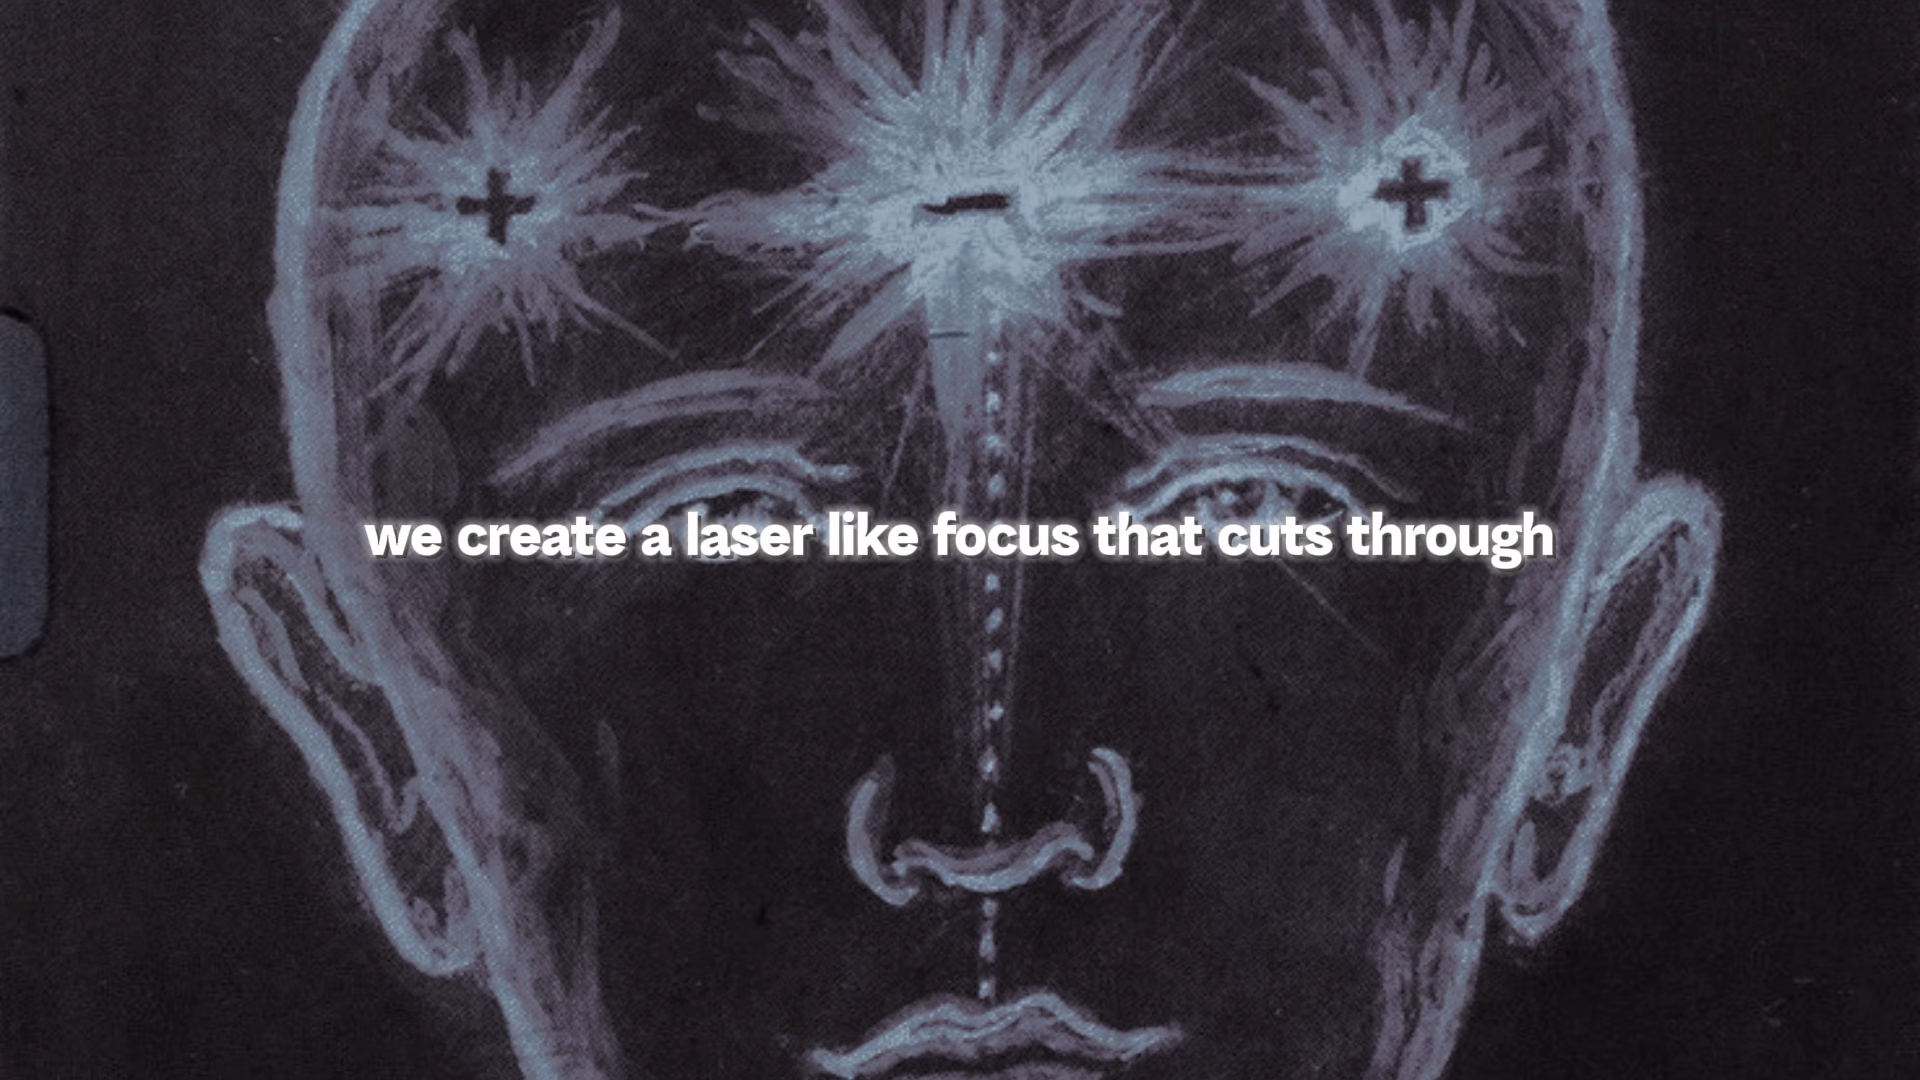 + - +
we create a laser like focus that cuts through